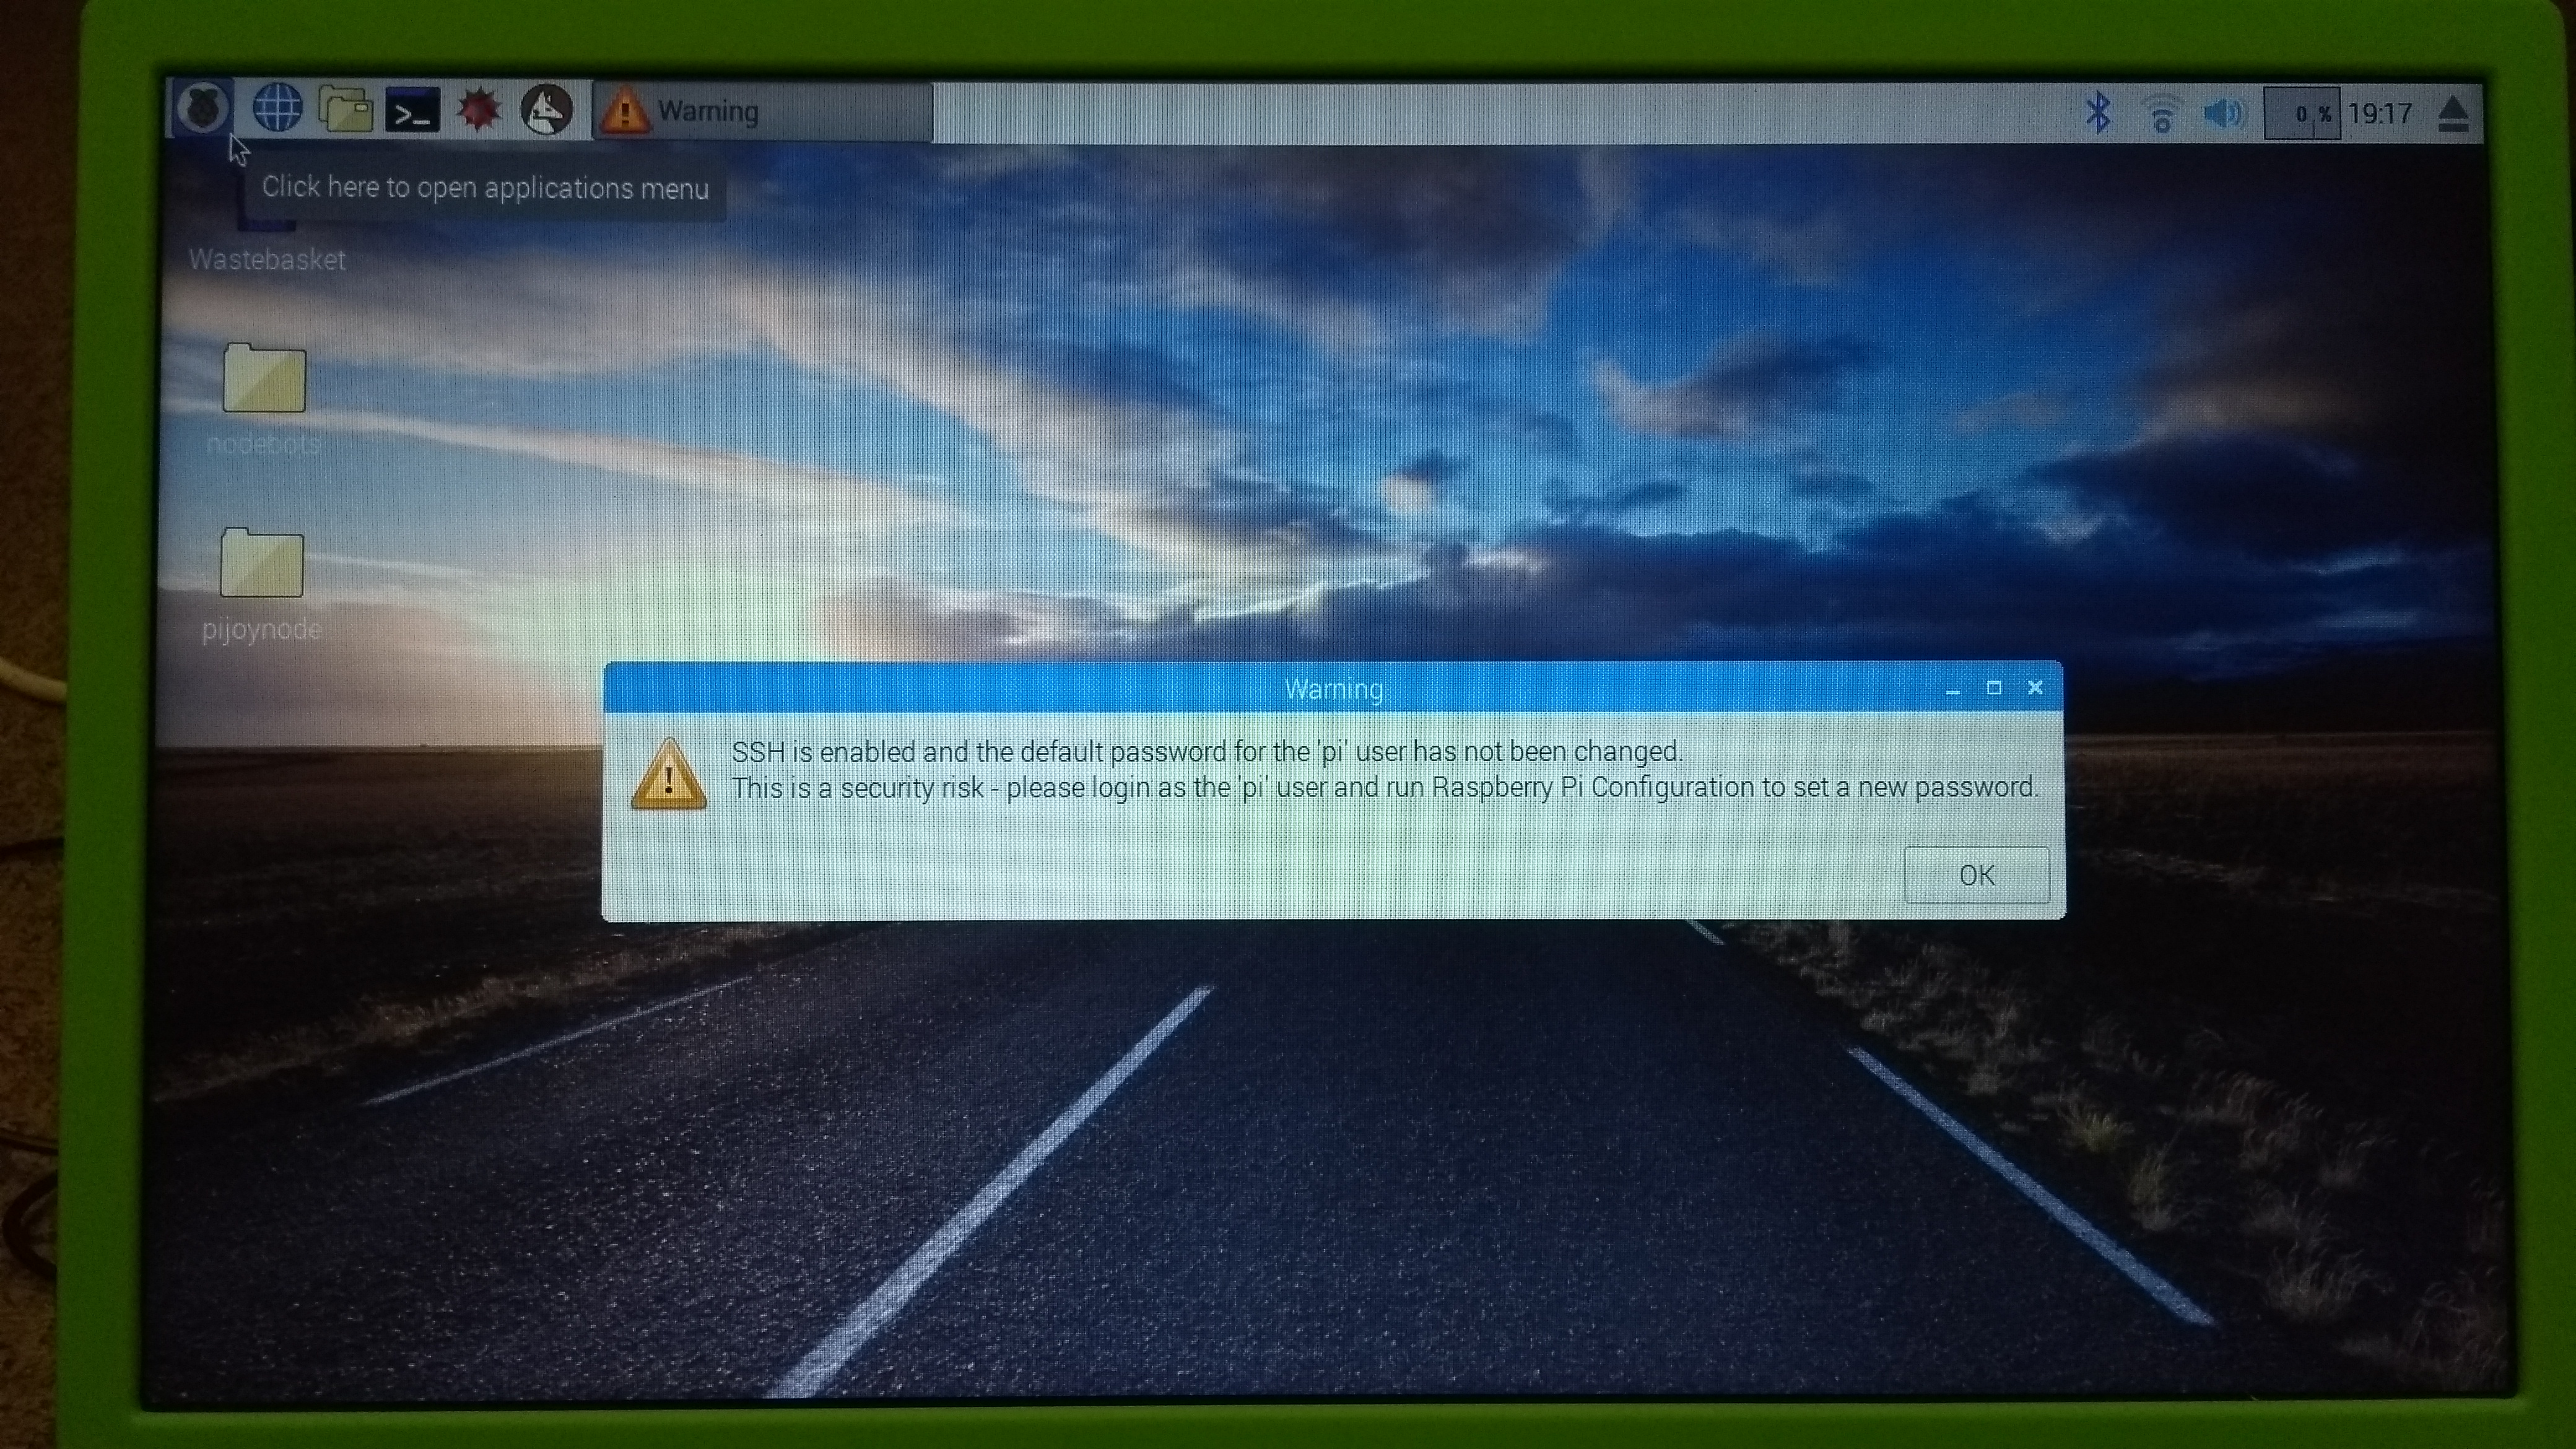 Warning
0 %
19:17
Click here to open applications menu
Wastebasket
nodebots
pijoynode
Warning
SSH is enabled and the default password for the 'pi' user has not been changed.
This is a security risk - please login as the 'pi' user and run Raspberry Pi Configuration to set a new password.
OK